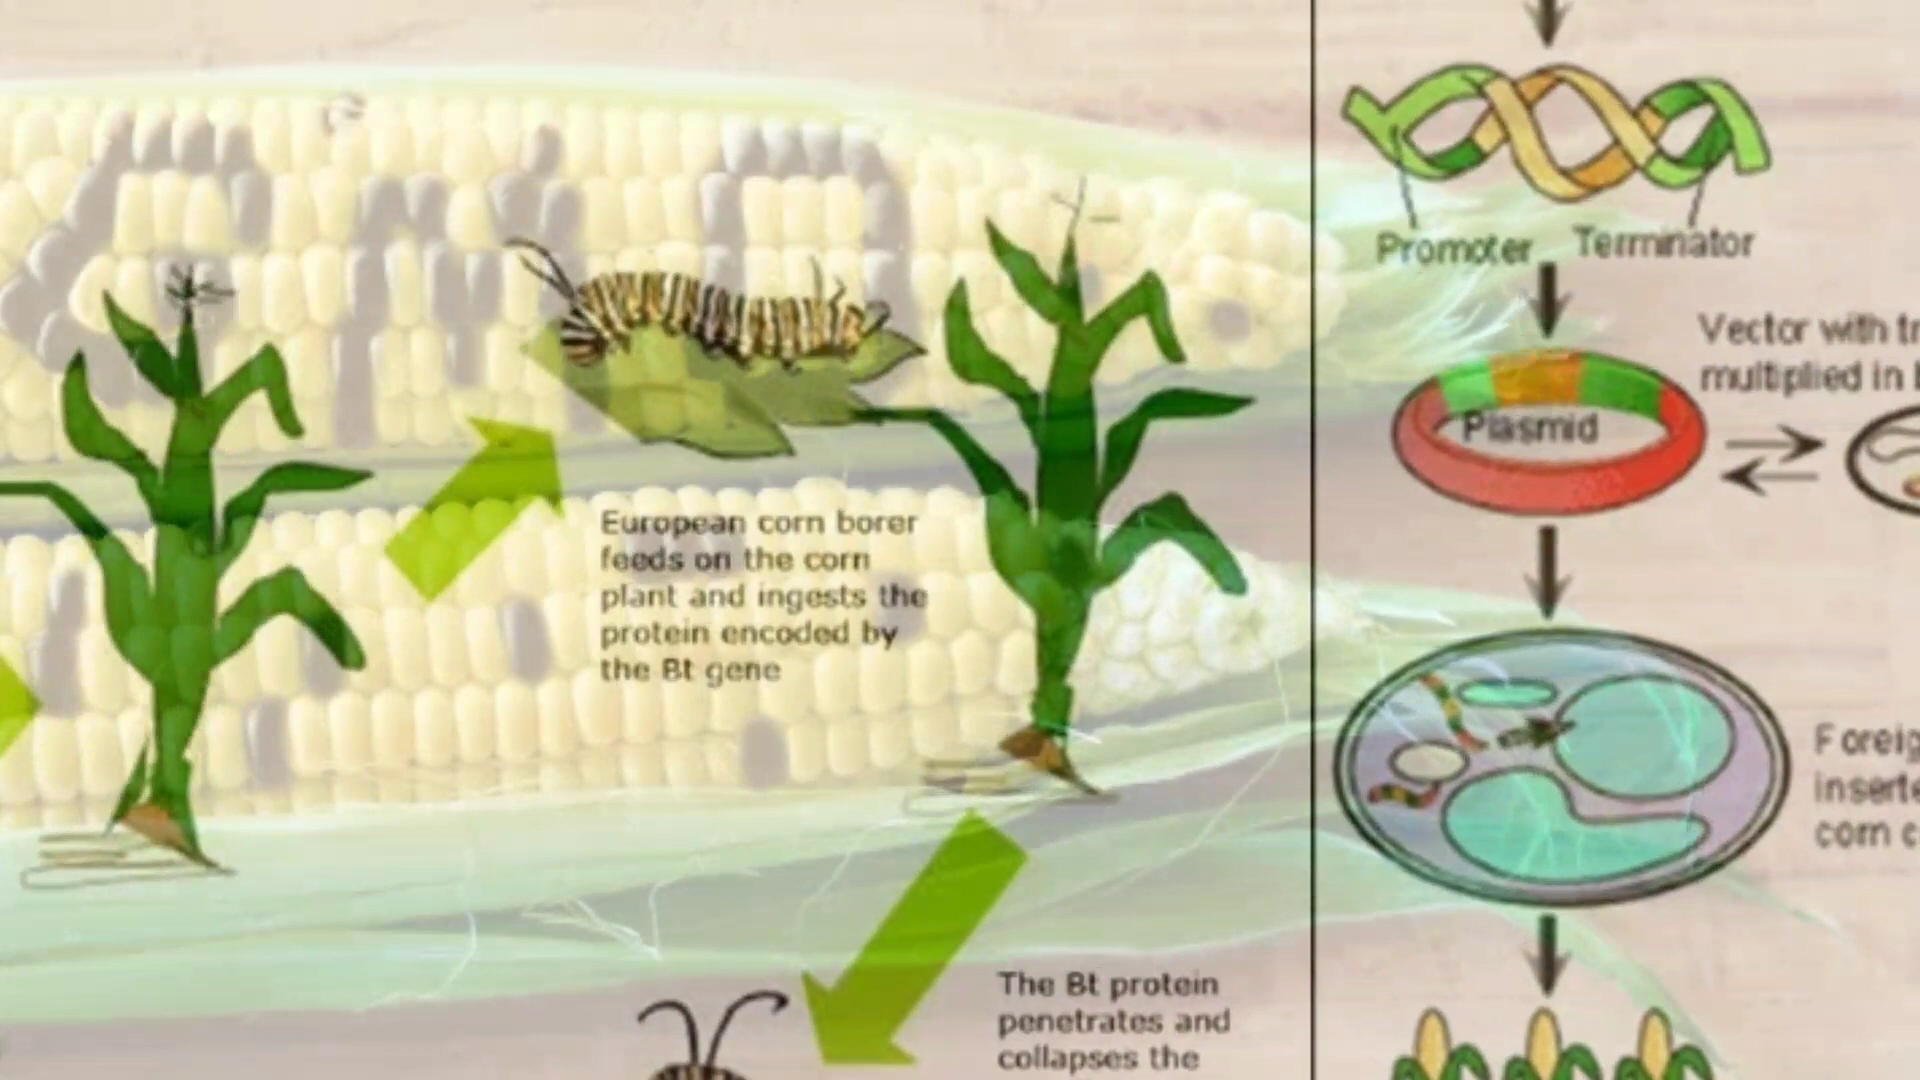 European corn borer
feeds on the corn
plant and ingests the
protein encoded by
the Bt gene
The Bt protein
penetrates and
collapses the
Promoter Terminator
Vector with
multiplied in
Plasmid
corn